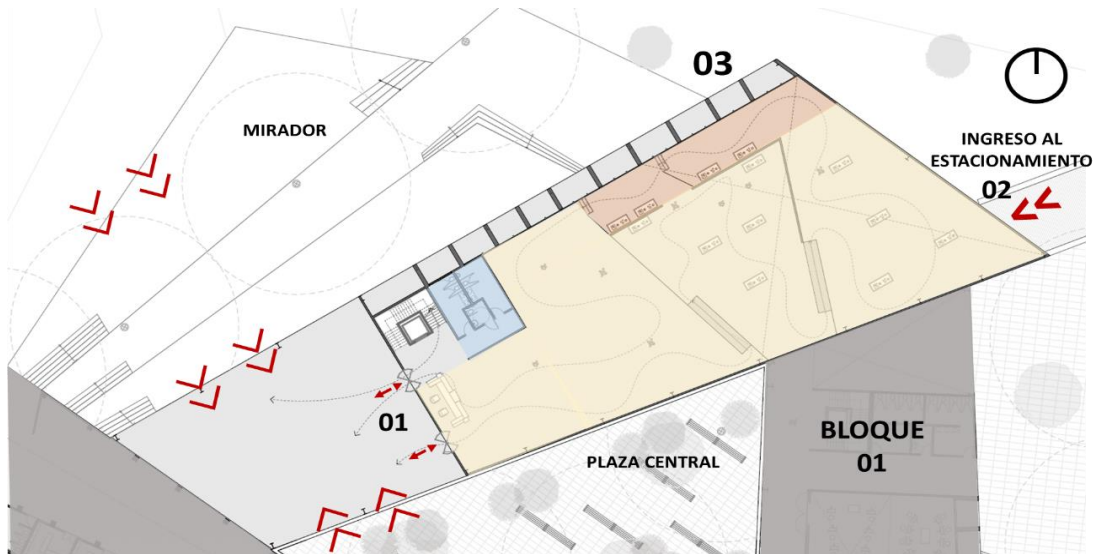 03
MIRADOR
INGRESO AL
ESTACIONAMIENTO
02
01
PLAZA CENTRAL
BLOQUE
01